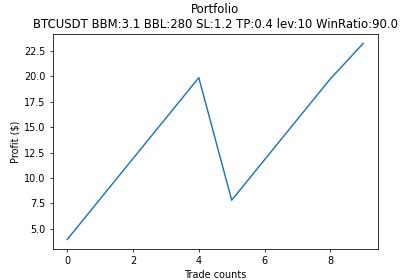 Portfolio
BTCUSDT BBM:3.1 BBL:280 SL:1.2 TP:0.4 lev:10 WinRatio:90.0
22.5
20.0
17.5
15.0
12.5
10.0
7.5
5.0
Profit ($)
0 2 4 6 8
Trade counts